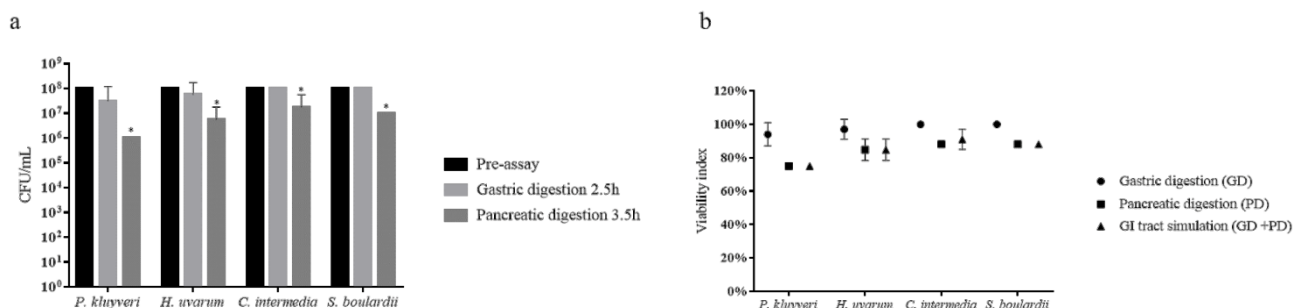 a
CFU/mL
10⁹
10⁸
10⁷
10⁶
10⁵
10⁴
10³
10²
10¹
10⁰
*
*
*
*
P. kluyveri
H. uvarum
C. intermedia
S. boulardii
Pre-assay
Gastric digestion 2.5h
Pancreatic digestion 3.5h
b
Viability index
120%
100%
80%
60%
40%
20%
0%
P. kluyveri
H. uvarum
C. intermedia
S. boulardii
Gastric digestion (GD)
Pancreatic digestion (PD)
GI tract simulation (GD +PD)